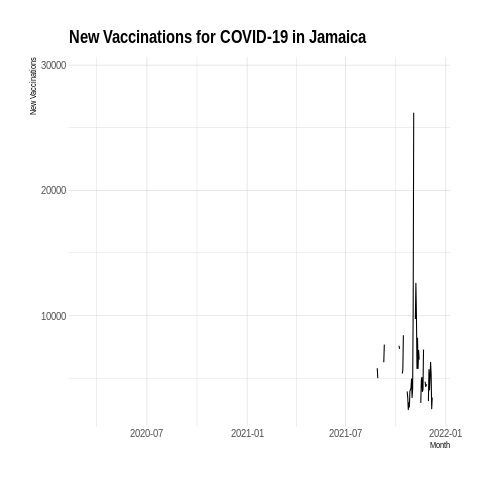 New Vaccinations for COVID-19 in Jamaica
New Vaccinations
30000
20000
10000
2020-07 2021-01 2021-07 2022-01
Month